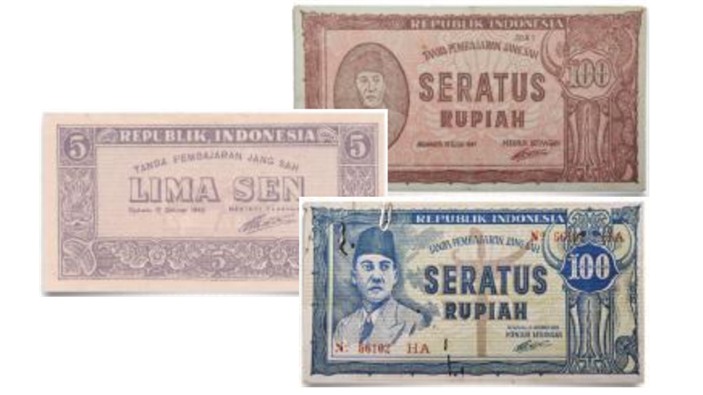 REPUBLIK INDONESIA
TANDA PEMBAJARAN JANG SAH
100
SERATUS
RUPIAH
5
REPUBLIK INDONESIA
5
TANDA PEMBAJARAN JANG SAH
LIMA SEN
5
REPUBLIK INDONESIA
TANDA PEMBAJARAN JANG SAH
HA
100
SERATUS
RUPIAH
MENTERI KEUANGAN
N: 56102 HA